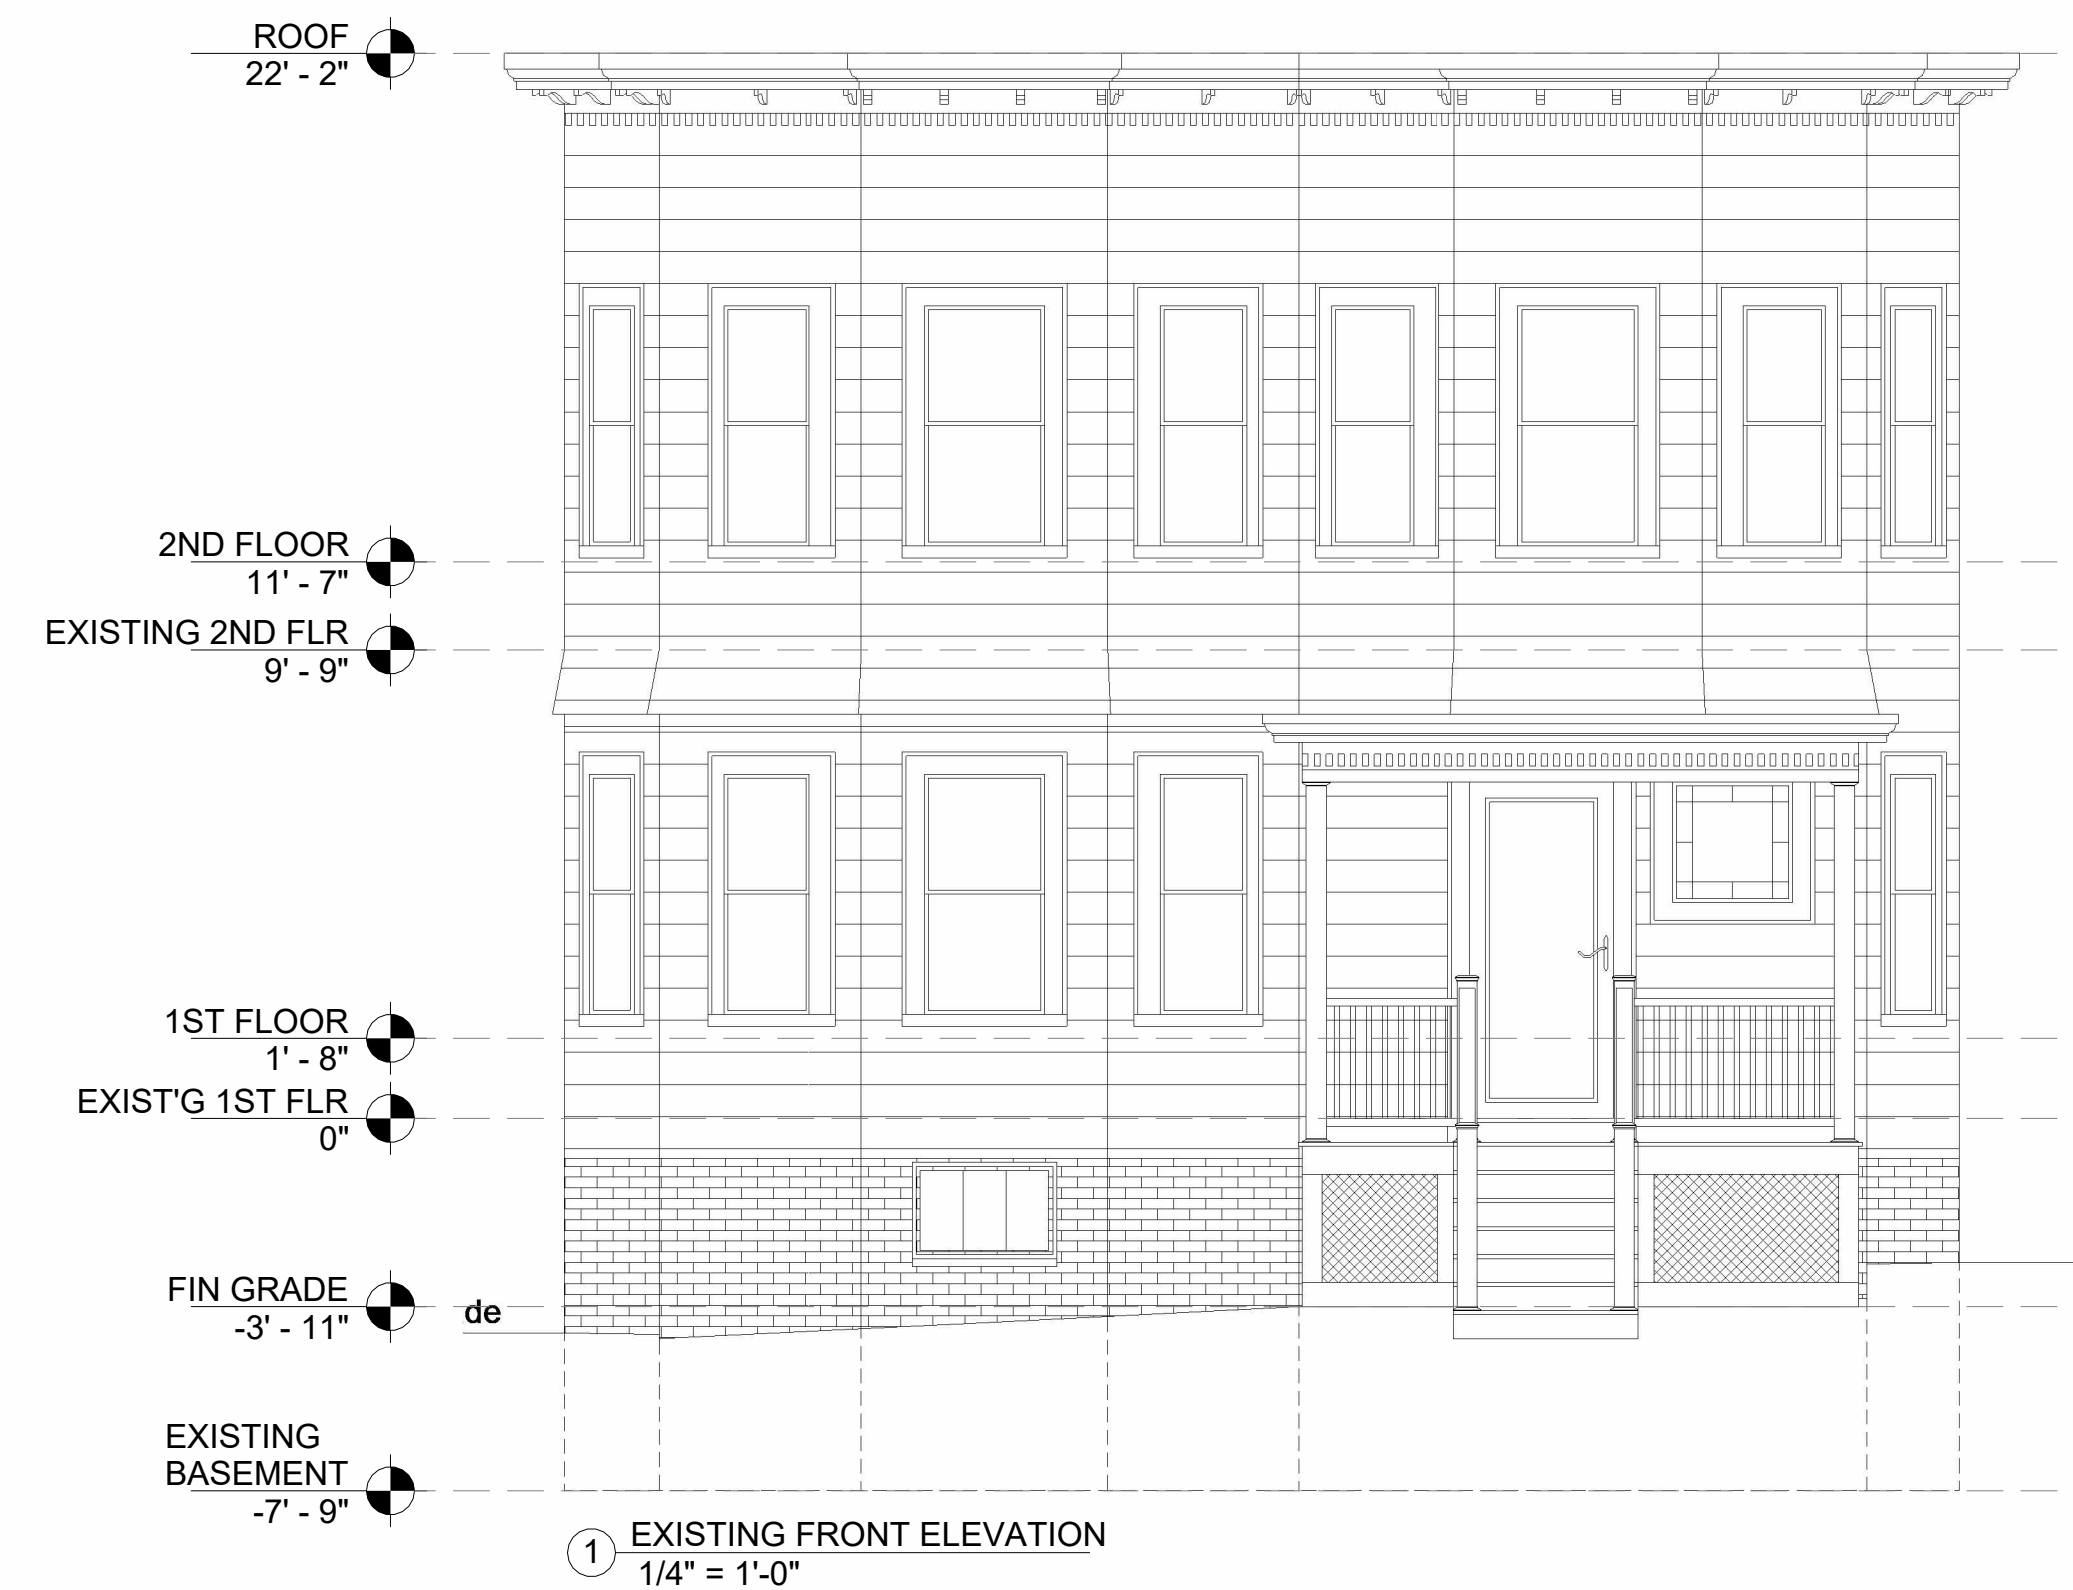 ROOF
22' - 2"
2ND FLOOR
11' - 7"
EXISTING 2ND FLR
9' - 9"
1ST FLOOR
1' - 8"
EXIST'G 1ST FLR
0"
FIN GRADE
-3' - 11"
de
EXISTING
BASEMENT
-7' - 9"
1 EXISTING FRONT ELEVATION
1/4" = 1'-0"